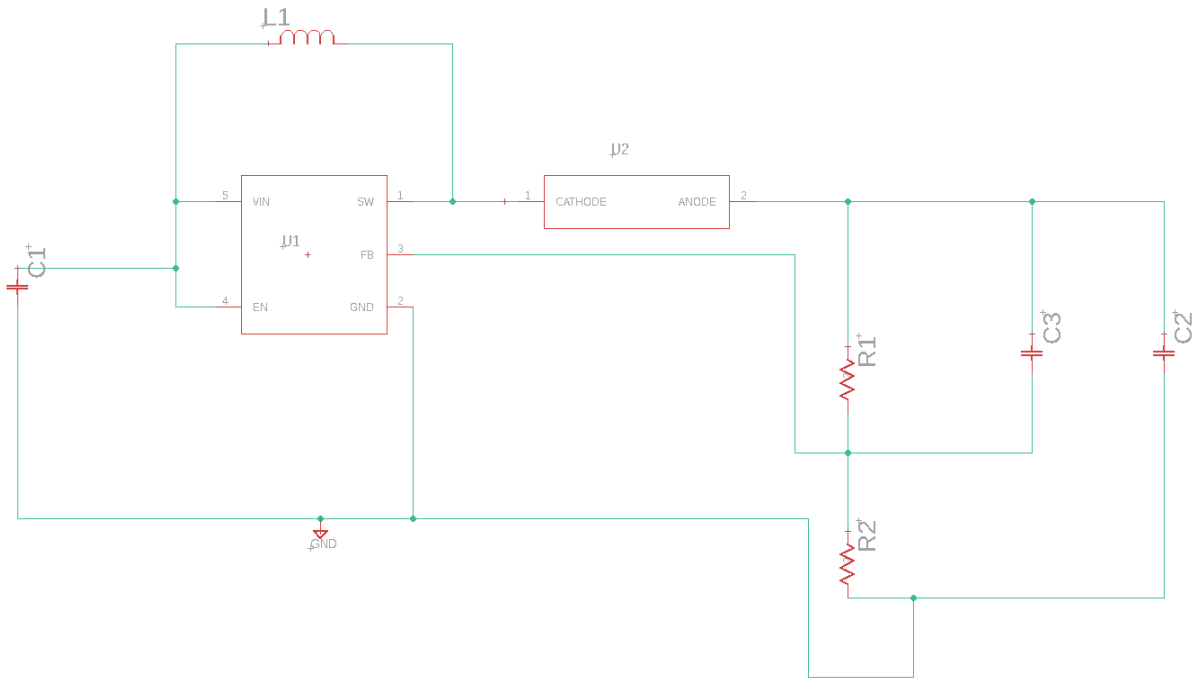 L1
U2
5 VIN SW 1
1 CATHODE ANODE 2
U1
FB 3
C1
4 EN GND 2
R1
C3
C2
R2
GND